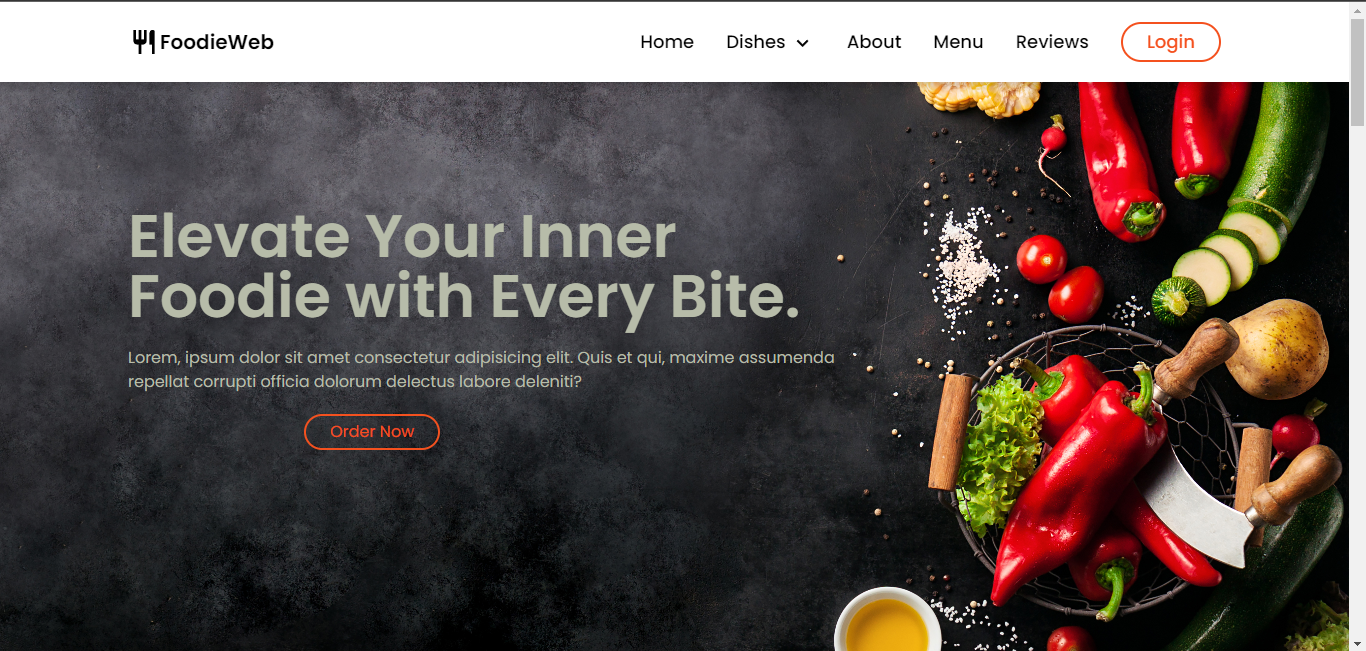 FoodieWeb
Home Dishes About Menu Reviews Login
Elevate Your Inner
Foodie with Every Bite.
Lorem, ipsum dolor sit amet consectetur adipisicing elit. Quis et qui, maxime assumenda
repellat corrupti officia dolorum delectus labore deleniti?
Order Now